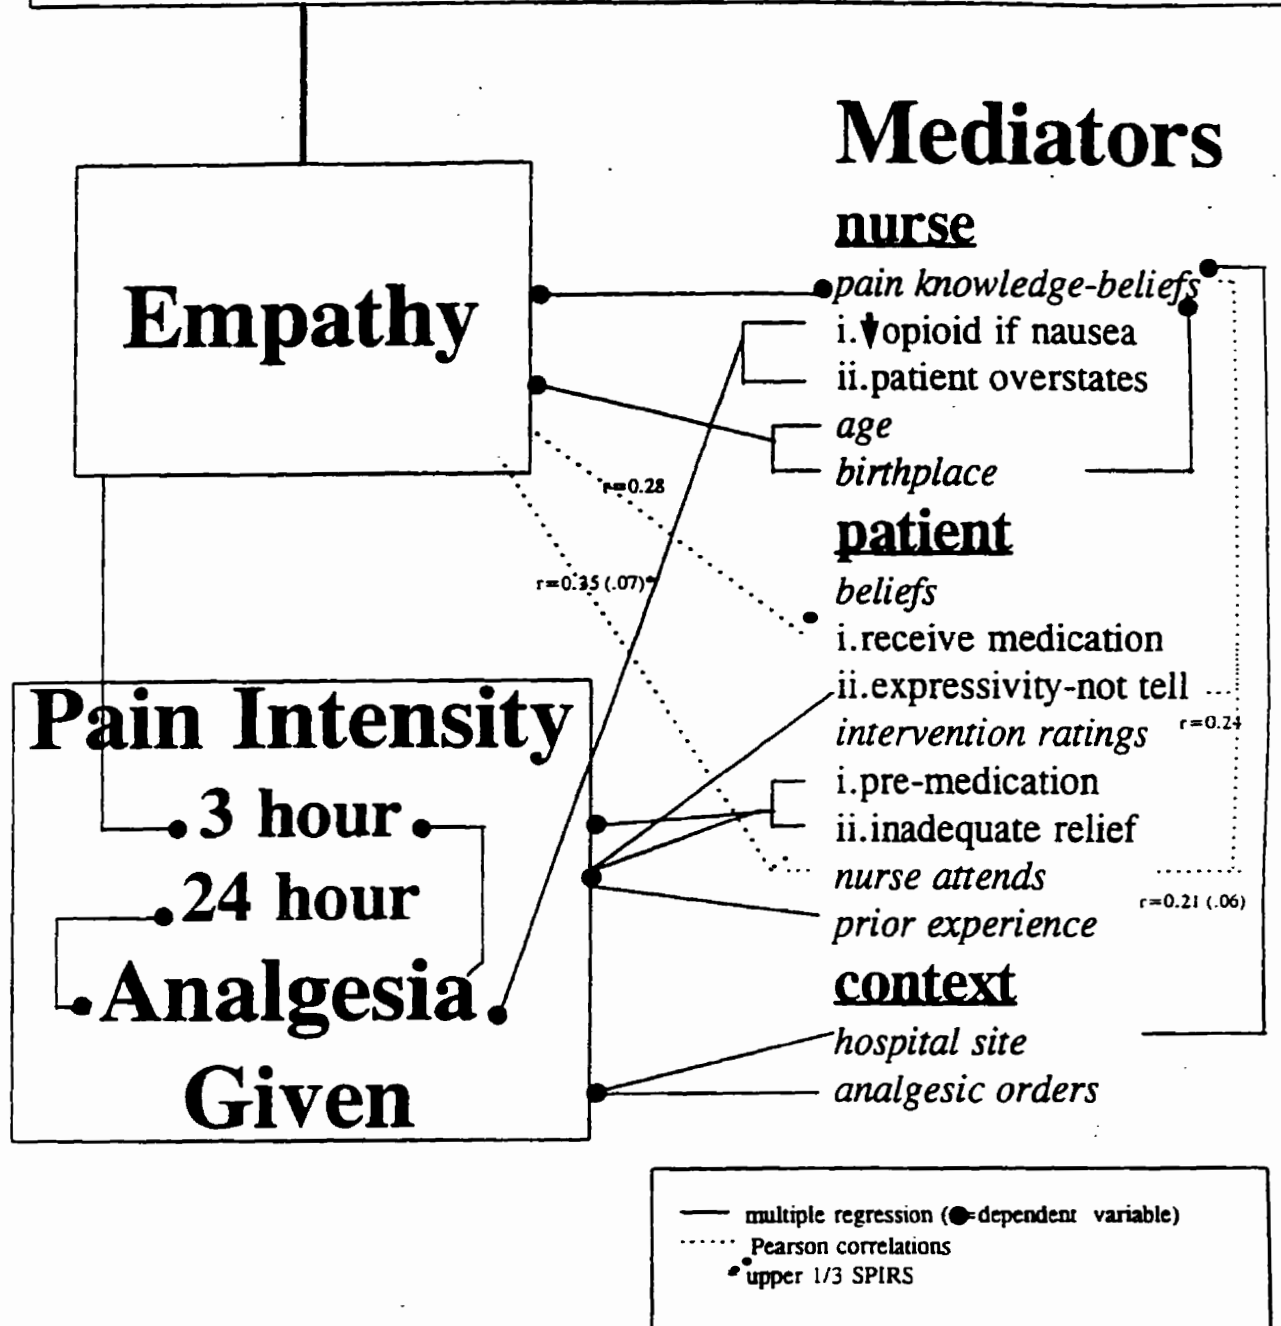 Mediators
nurse
Empathy
pain knowledge-beliefs
i. opioid if nausea
ii.patient overstates
age
birthplace
r=0.28
patient
r=0.35 (.07)
beliefs
i.receive medication
ii.expressivity-not tell
Pain Intensity
intervention ratings
r=0.24
i.pre-medication
3 hour
ii.inadequate relief
nurse attends
24 hour
r=0.21 (.06)
prior experience
Analgesia
context
hospital site
Given
analgesic orders
multiple regression (●=dependent variable)
Pearson correlations
upper 1/3 SPIRS